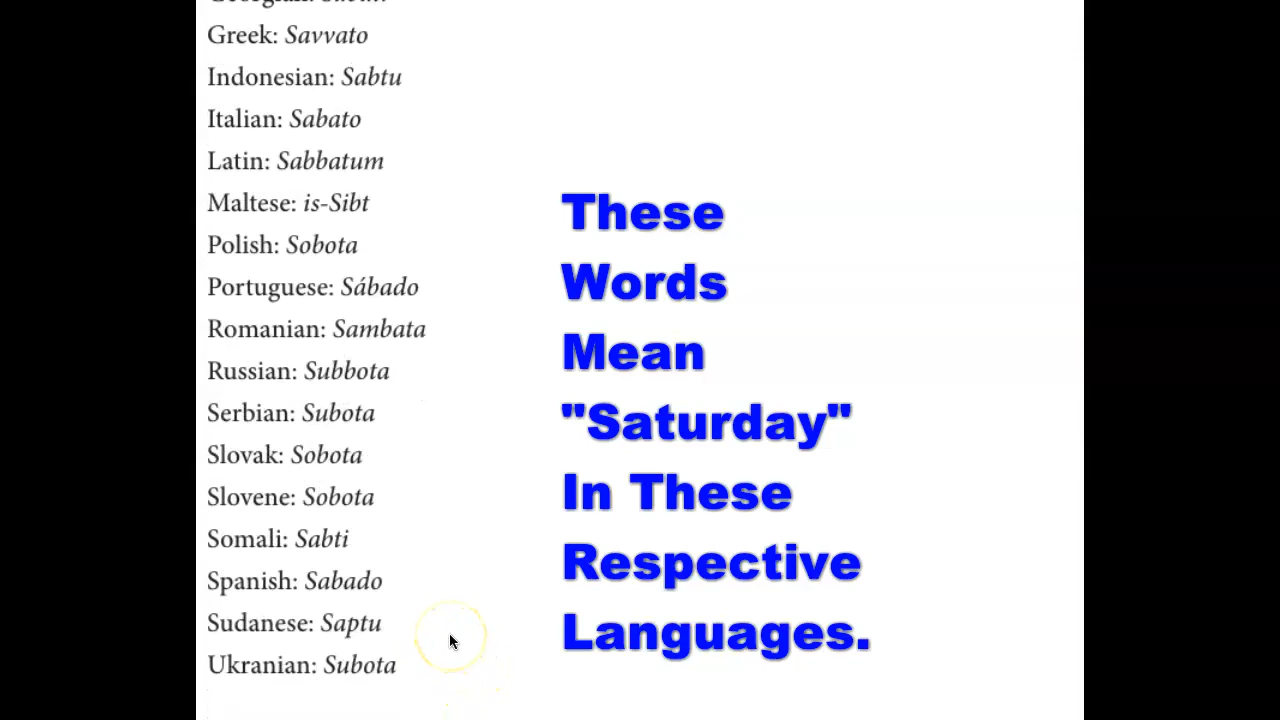 Greek: Savvato
Indonesian: Sabtu
Italian: Sabato
Latin: Sabbatum
Maltese: is-Sibt
Polish: Sobota
Portuguese: Sábado
Romanian: Sambata
Russian: Subbota
Serbian: Subota
Slovak: Sobota
Slovene: Sobota
Somali: Sabti
Spanish: Sabado
Sudanese: Saptu
Ukranian: Subota
These
Words
Mean
"Saturday"
In These
Respective
Languages.